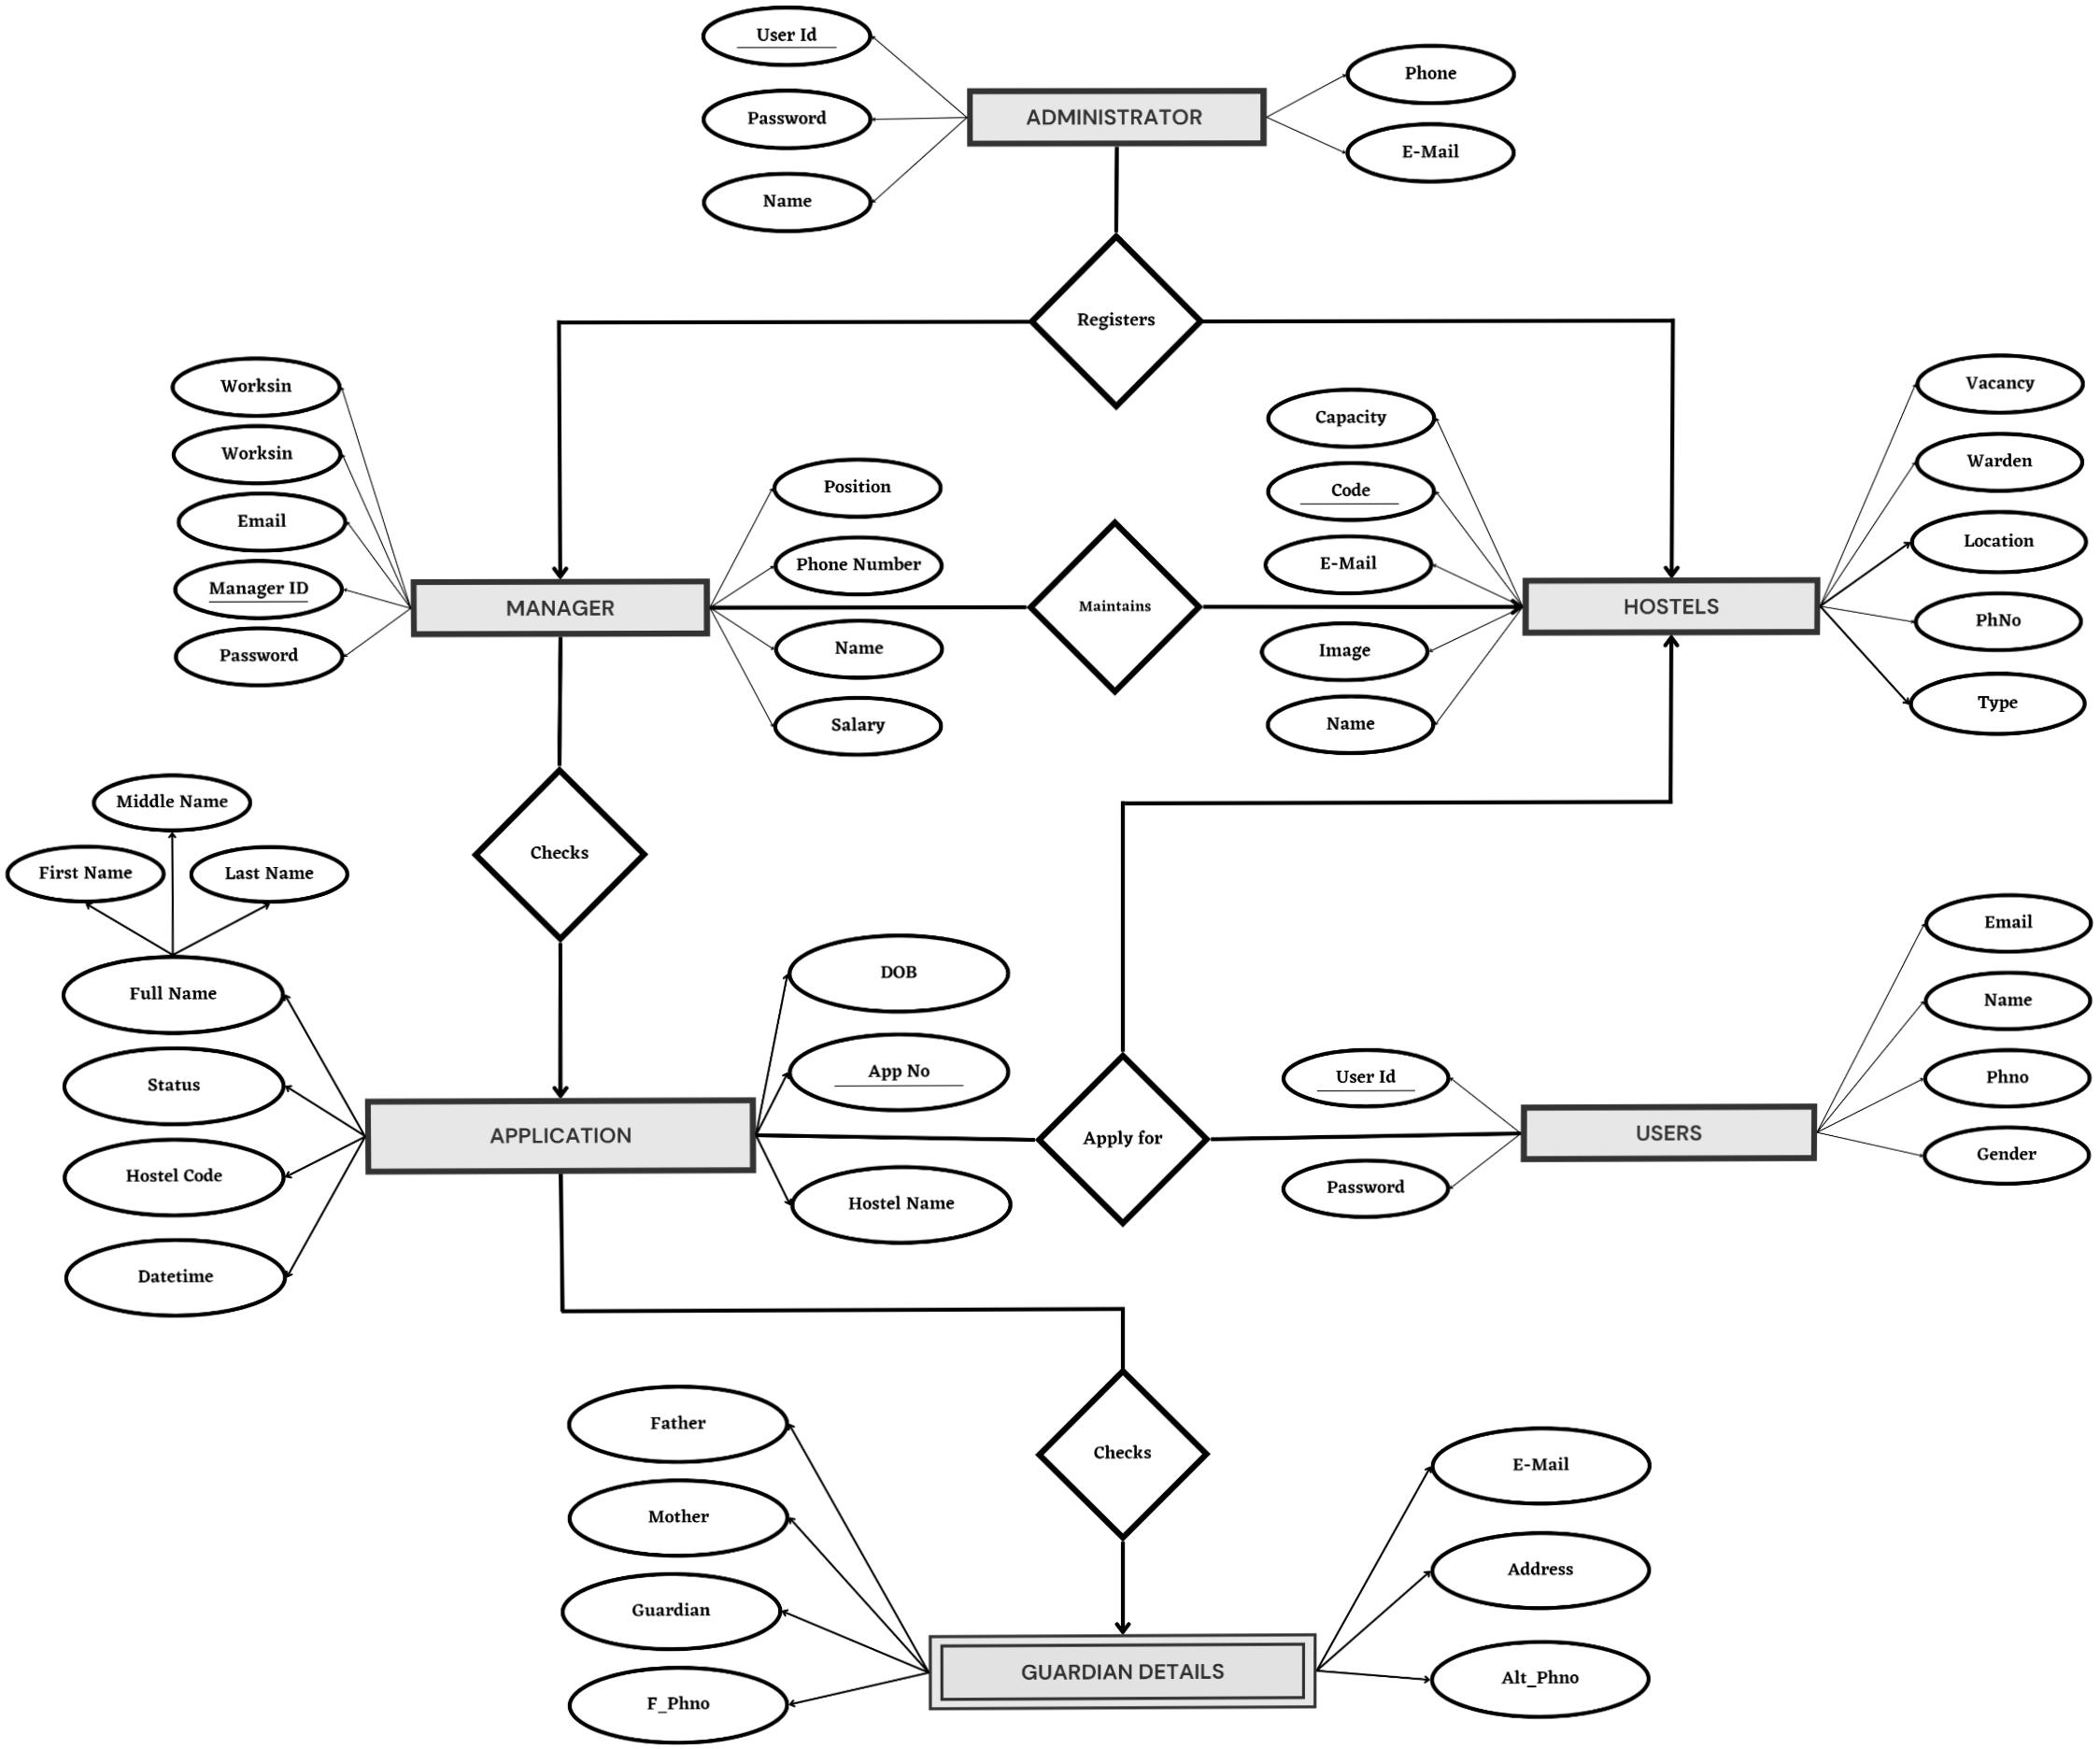 User Id
Phone
ADMINISTRATOR
Password
E-Mail
Name
Registers
Worksin
Worksin
Email
Manager ID
Password
MANAGER
Position
Phone Number
Name
Salary
Maintains
Capacity
Code
E-Mail
Image
Name
HOSTELS
Vacancy
Warden
Location
PhNo
Type
Middle Name
First Name
Last Name
Full Name
Status
Hostel Code
Datetime
Checks
APPLICATION
DOB
App No
Hostel Name
Apply for
User Id
Password
USERS
Email
Name
Phno
Gender
Checks
Father
Mother
Guardian
F_Phno
GUARDIAN DETAILS
E-Mail
Address
Alt_Phno